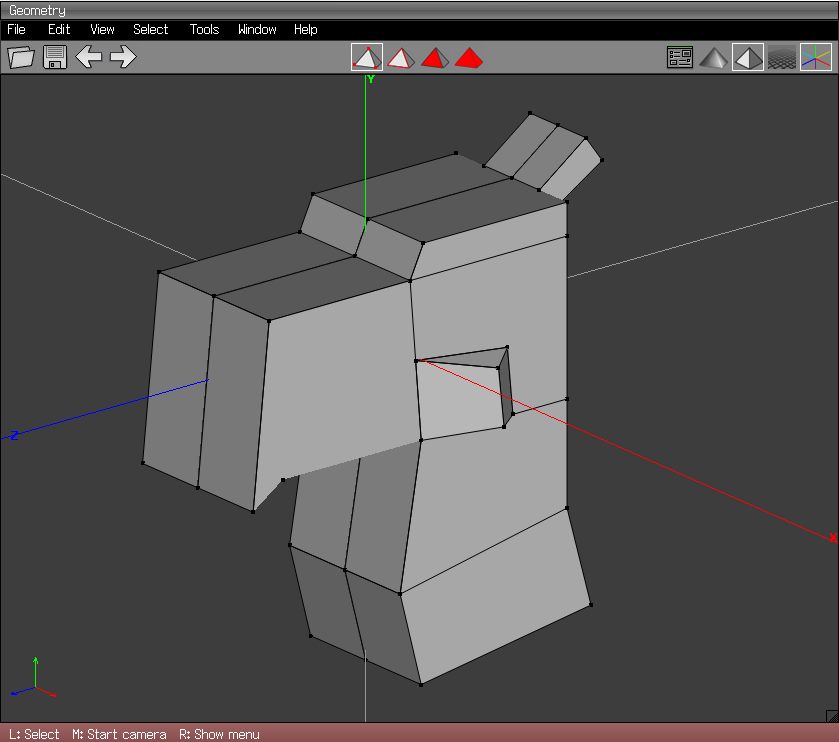 Geometry
File Edit View Select Tools Window Help
Y
Z
X
L: Select M: Start camera R: Show menu